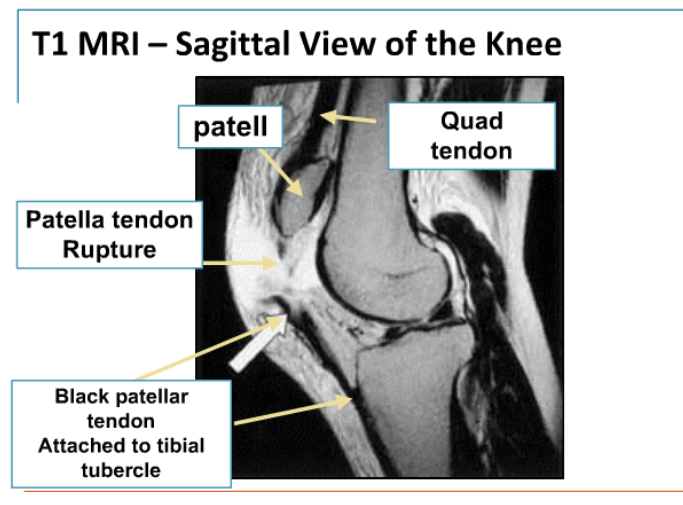 T1 MRI – Sagittal View of the Knee
patell
Quad
tendon
Patella tendon
Rupture
Black patellar
tendon
Attached to tibial
tubercle